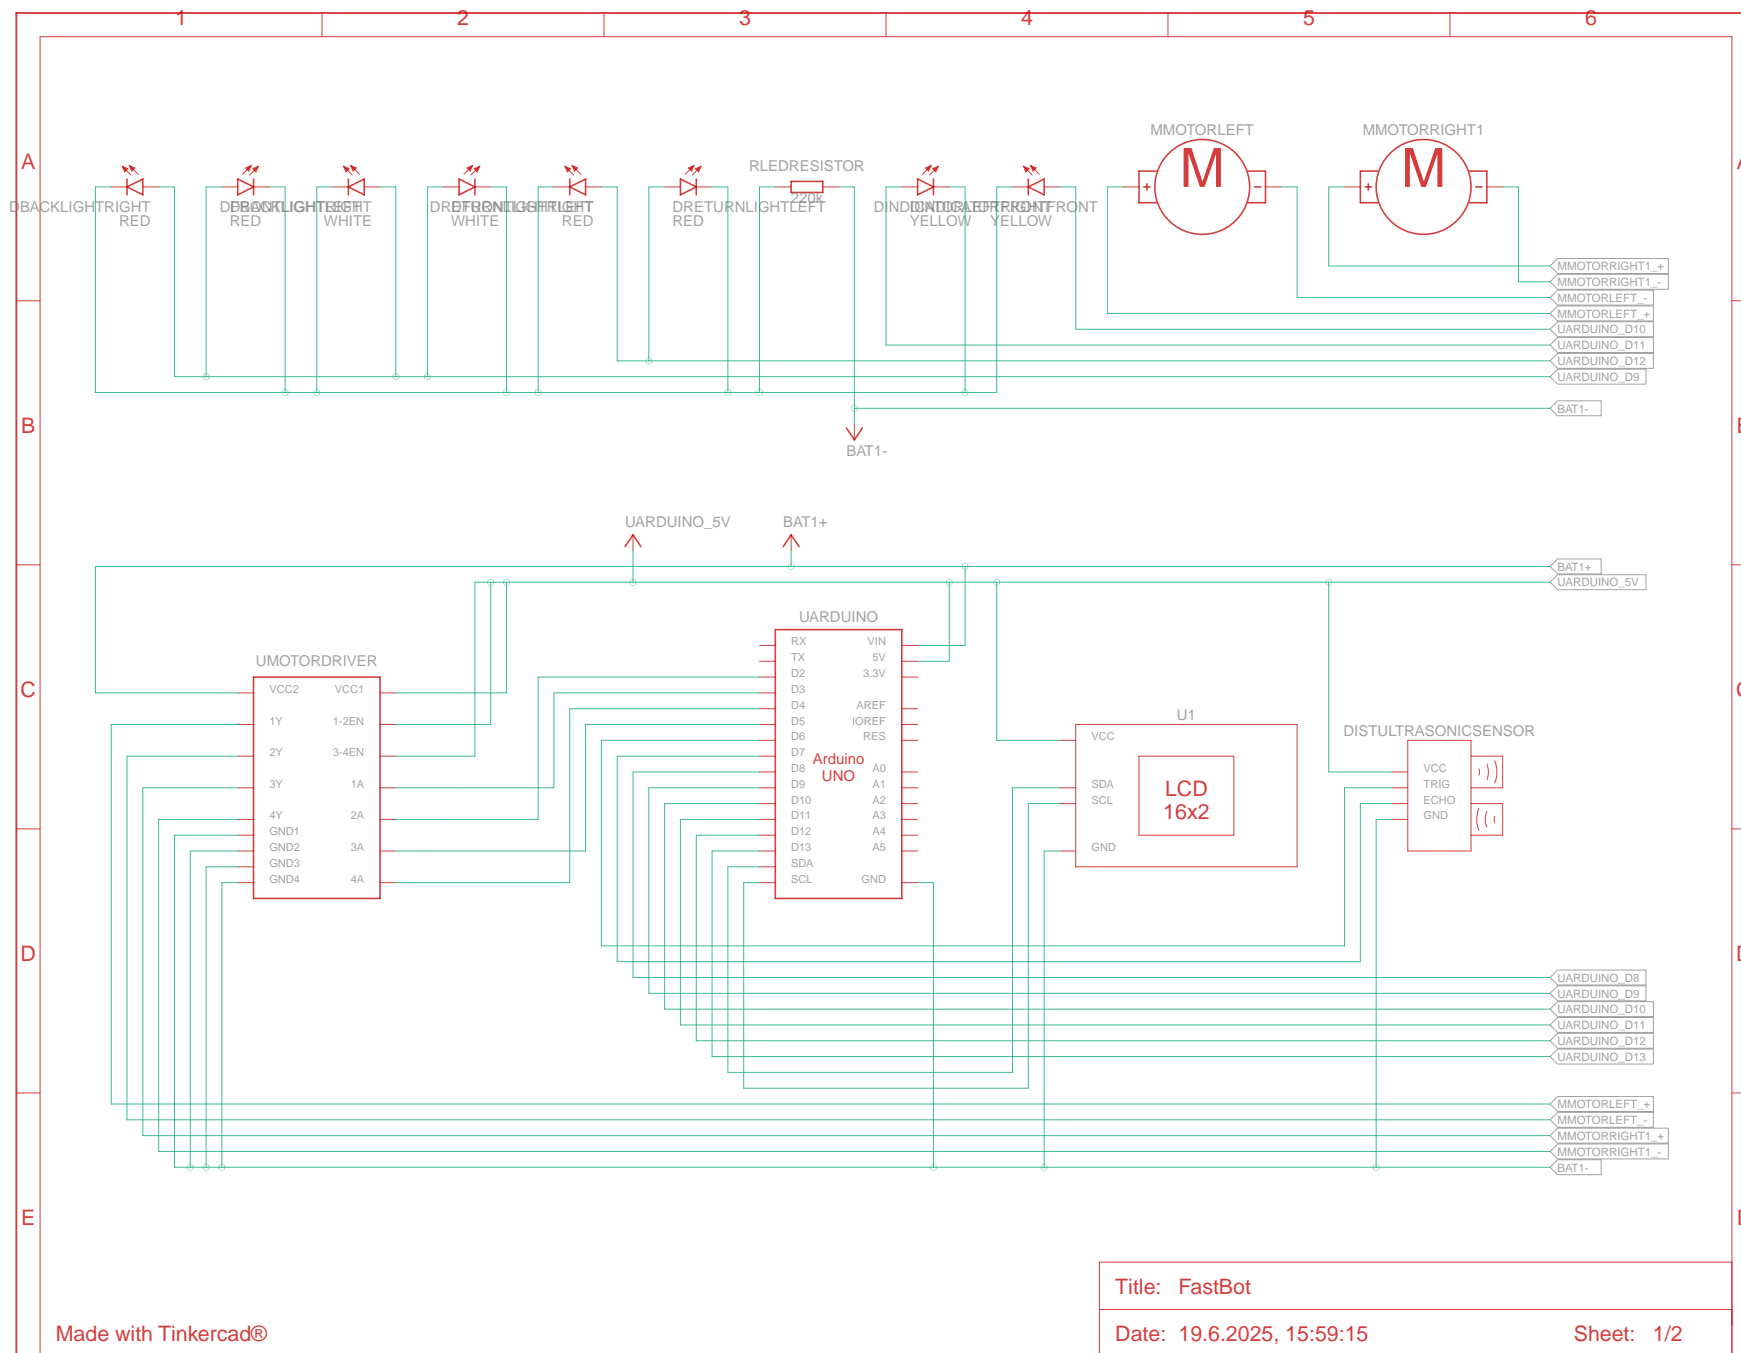 1 2 3 4 5 6
A
MMOTORLEFT
MMOTORRIGHT1
RLEDRESISTOR
M
M
+ -
+ -
220k
DBACKLIGHTRIGHT
RED
RED
WHITE
WHITE
RED
DRETURNLIGHTLEFT
RED
YELLOW
YELLOW
MMOTORRIGHT1_+
MMOTORRIGHT1_-
MMOTORLEFT_-
MMOTORLEFT_+
UARDUINO_D10
UARDUINO_D11
UARDUINO_D12
UARDUINO_D9
BAT1-
B
BAT1-
UARDUINO_5V
BAT1+
BAT1+
UARDUINO_5V
C
UMOTORDRIVER
VCC2 VCC1
1Y 1-2EN
2Y 3-4EN
3Y 1A
4Y 2A
GND1
GND2 3A
GND3
GND4 4A
UARDUINO
RX VIN
TX 5V
D2 3.3V
D3
D4 AREF
D5 IOREF
D6 RES
D7
D8 A0
D9 A1
D10 A2
D11 A3
D12 A4
D13 A5
SDA
SCL GND
Arduino
UNO
U1
VCC
SDA
SCL
GND
LCD
16x2
DISTULTRASONICSENSOR
VCC
TRIG
ECHO
GND
D
UARDUINO_D8
UARDUINO_D9
UARDUINO_D10
UARDUINO_D11
UARDUINO_D12
UARDUINO_D13
MMOTORLEFT_+
MMOTORLEFT_-
MMOTORRIGHT1_+
MMOTORRIGHT1_-
BAT1-
E
Title: FastBot
Made with Tinkercad®
Date: 19.6.2025, 15:59:15
Sheet: 1/2